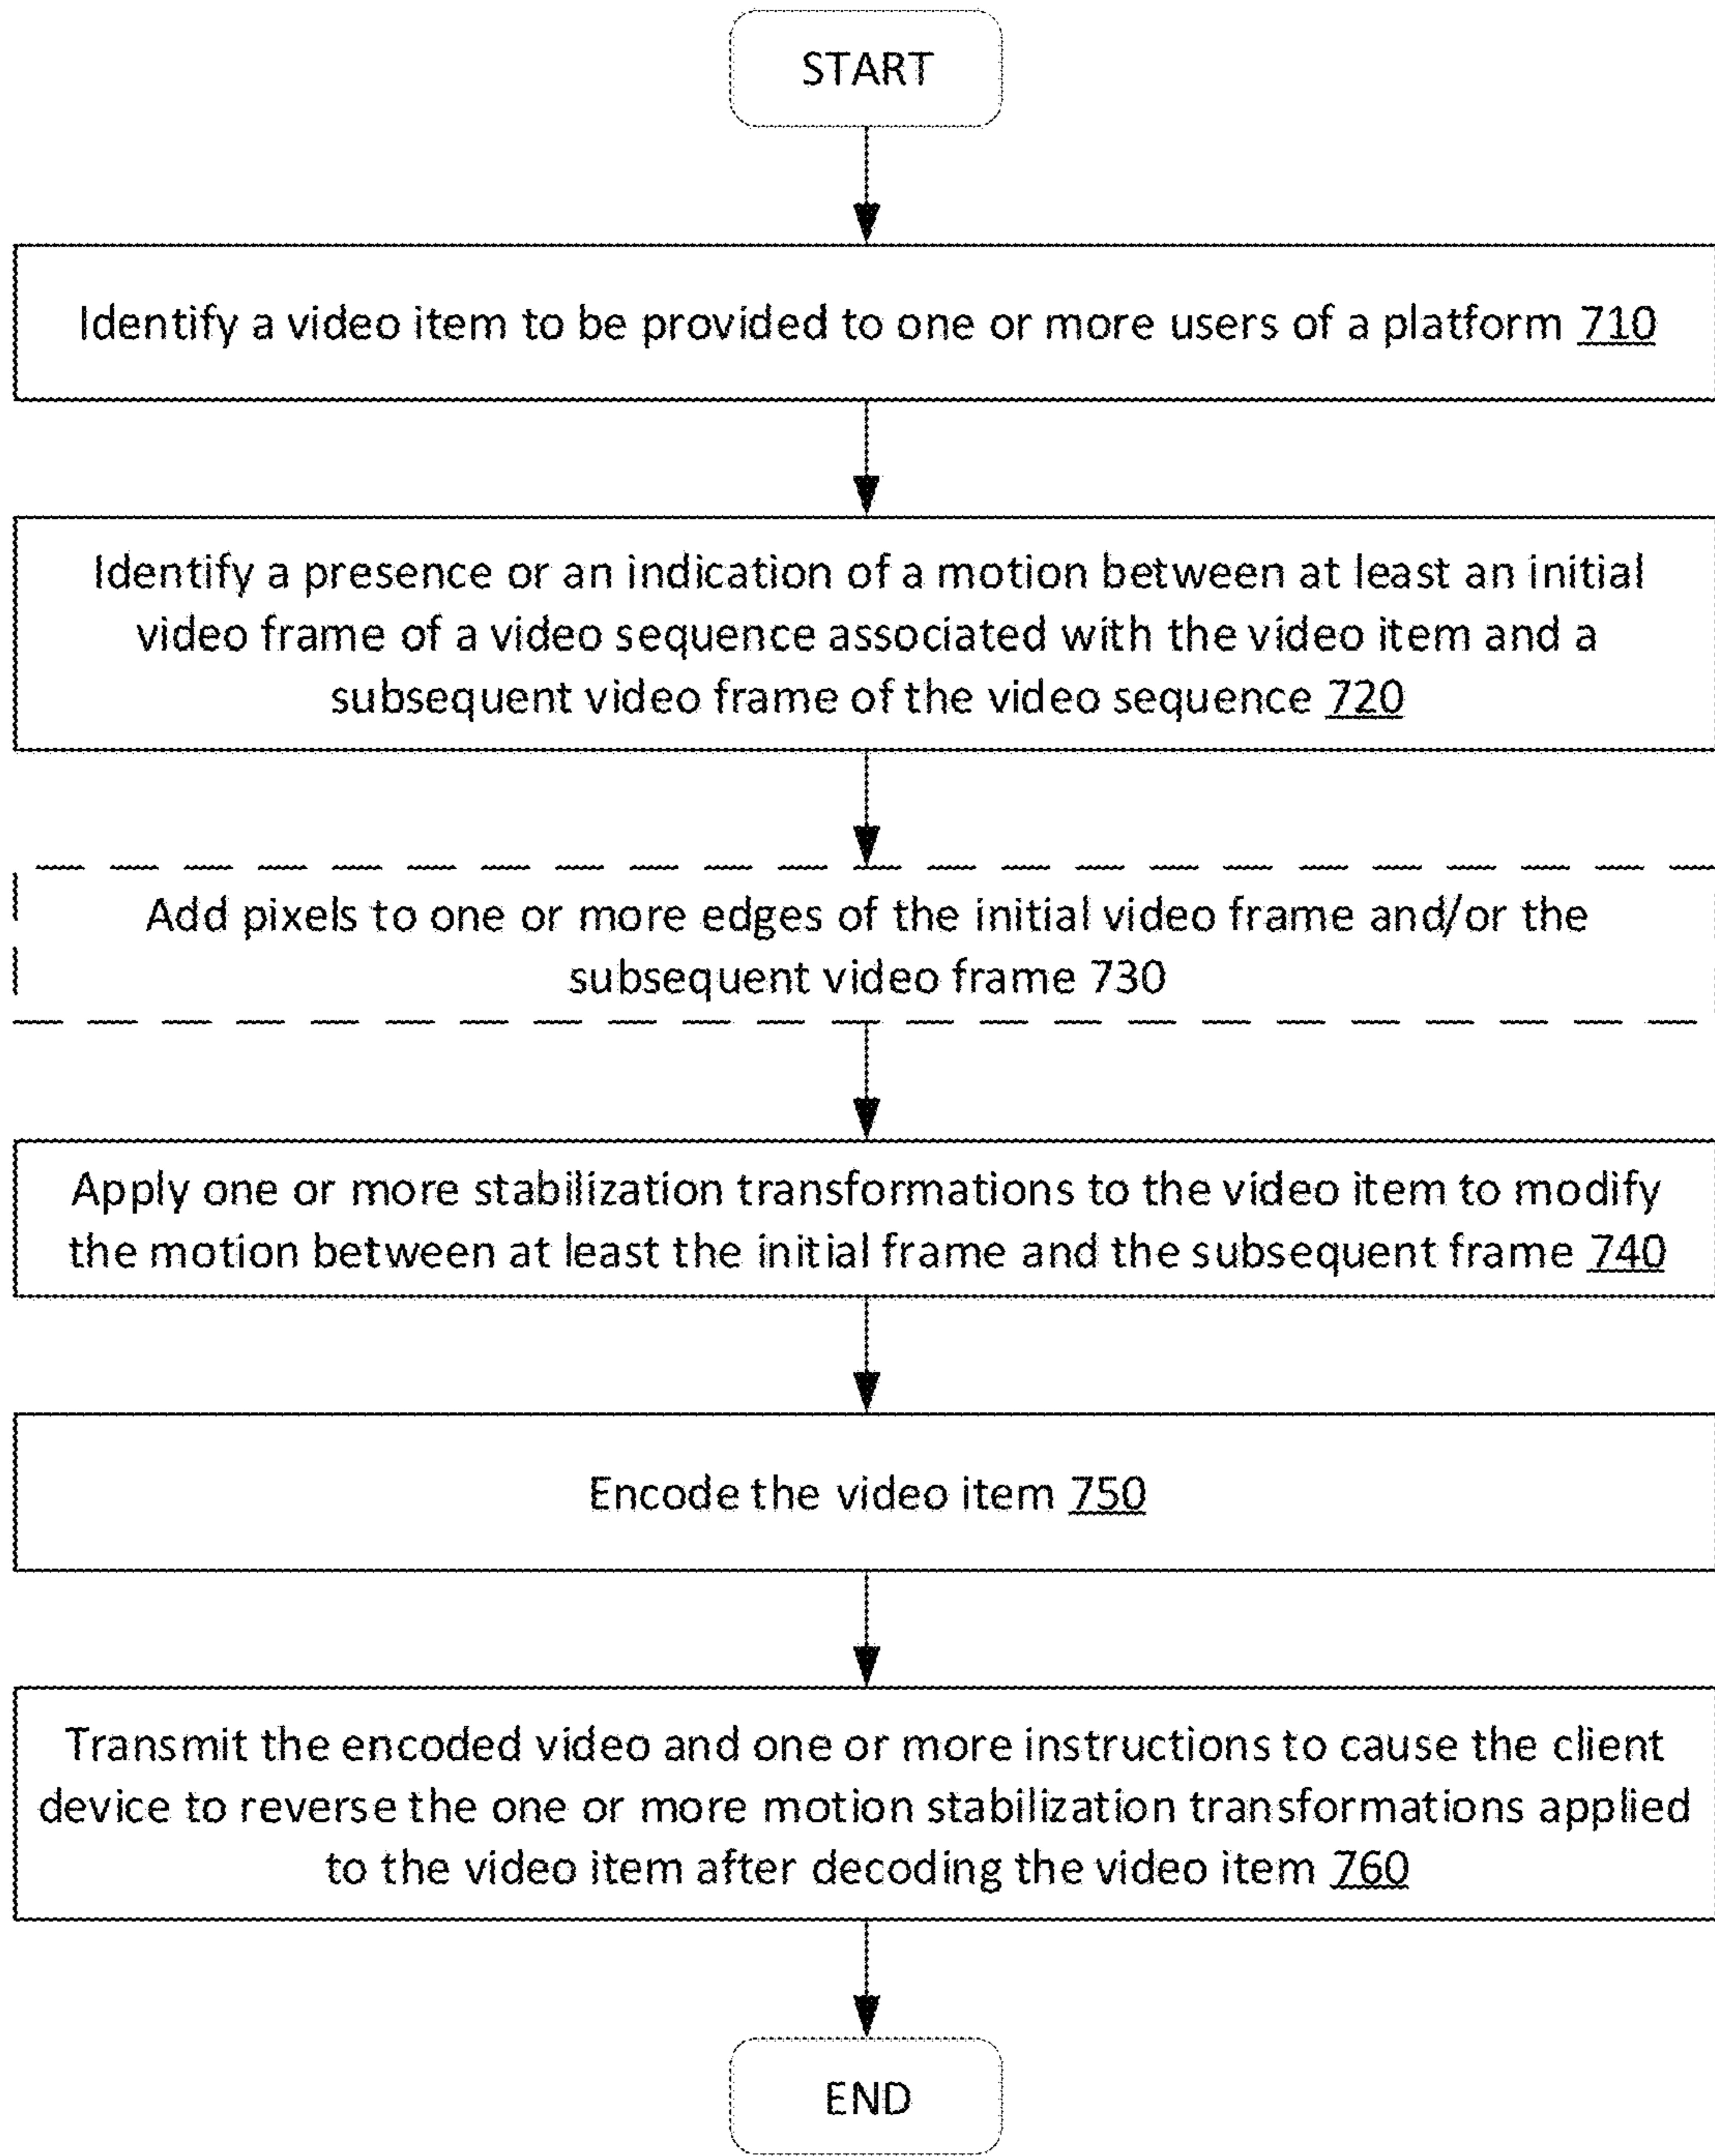 START
Identify a video item to be provided to one or more users of a platform 710
Identify a presence or an indication of a motion between at least an initial
video frame of a video sequence associated with the video item and a
subsequent video frame of the video sequence 720
Add pixels to one or more edges of the initial video frame and/or the
subsequent video frame 730
Apply one or more stabilization transformations to the video item to modify
the motion between at least the initial frame and the subsequent frame 740
Encode the video item 750
Transmit the encoded video and one or more instructions to cause the client
device to reverse the one or more motion stabilization transformations applied
to the video item after decoding the video item 760
END